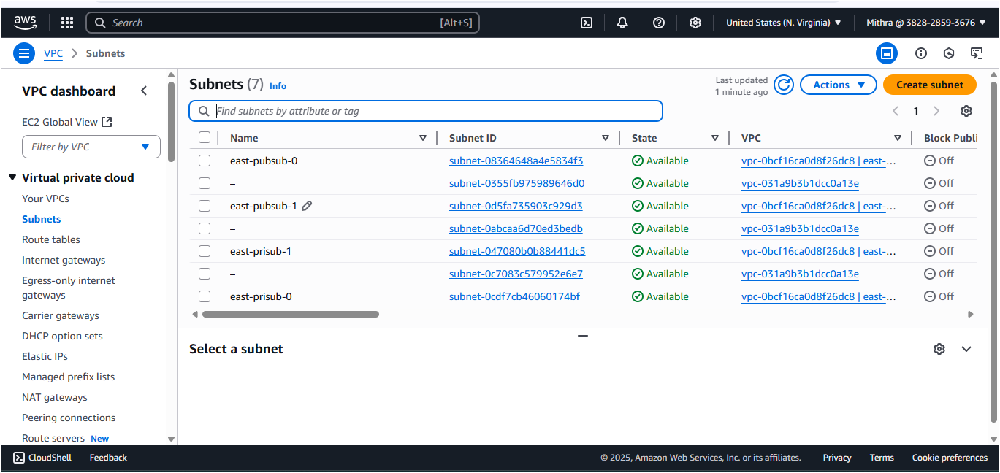 aws Search [Alt+S] United States (N. Virginia) Mithra @ 3828-2859-3676
VPC > Subnets
VPC dashboard
EC2 Global View
Filter by VPC
Virtual private cloud
Your VPCs
Subnets
Route tables
Internet gateways
Egress-only internet
gateways
Carrier gateways
DHCP option sets
Elastic IPs
Managed prefix lists
NAT gateways
Peering connections
Route servers New
Subnets (7) Info
Last updated
1 minute ago
Actions
Create subnet
Find subnets by attribute or tag
1
Name Subnet ID State VPC Block Publi
east-pubsub-0 subnet-08364648a4e5834f3 Available vpc-0bcf16ca0d8f26dc8 | east-... Off
– subnet-0355fb975989646d0 Available vpc-031a9b3b1dcc0a13e Off
east-pubsub-1 subnet-0d5fa735903c929d3 Available vpc-0bcf16ca0d8f26dc8 | east-... Off
– subnet-0abcaa6d70ed3bedb Available vpc-031a9b3b1dcc0a13e Off
east-prisub-1 subnet-047080b0b88441dc5 Available vpc-0bcf16ca0d8f26dc8 | east-... Off
– subnet-0c7083c579952e6e7 Available vpc-031a9b3b1dcc0a13e Off
east-prisub-0 subnet-0cdf7cb46060174bf Available vpc-0bcf16ca0d8f26dc8 | east-... Off
Select a subnet
CloudShell Feedback © 2025, Amazon Web Services, Inc. or its affiliates. Privacy Terms Cookie preferences